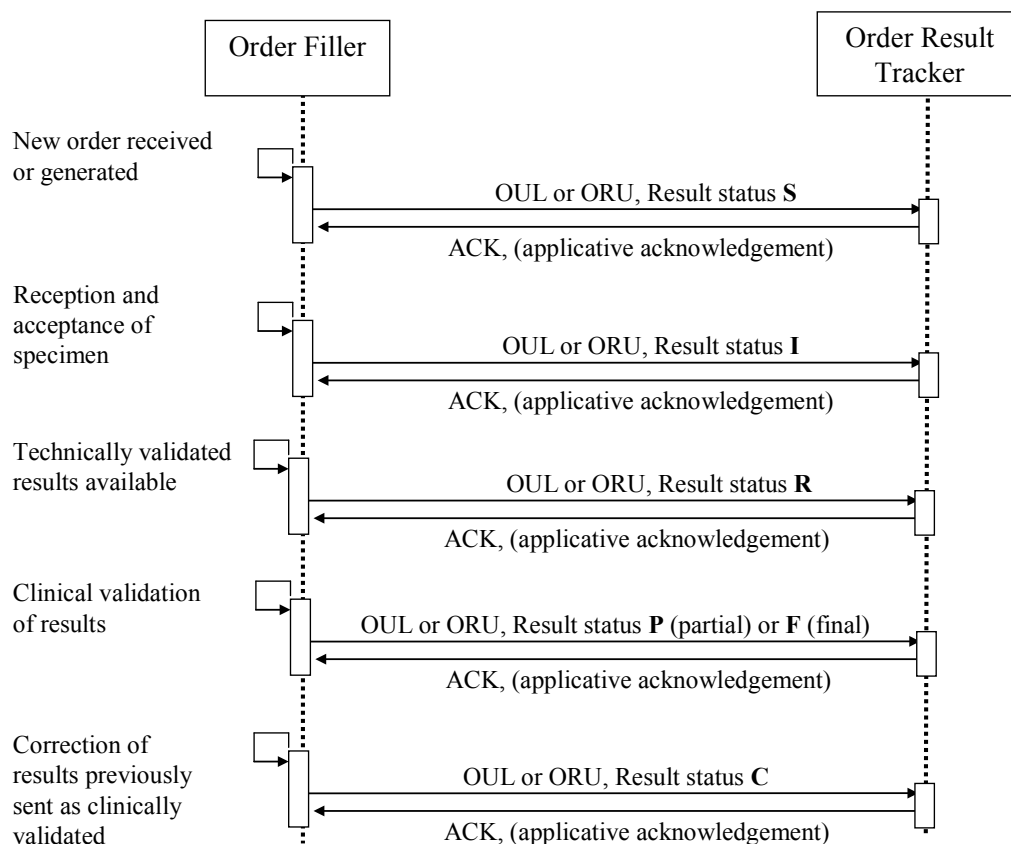 Order Filler
Order Result
Tracker
New order received
or generated
OUL or ORU, Result status S
ACK, (applicative acknowledgement)
Reception and
acceptance of
specimen
OUL or ORU, Result status I
ACK, (applicative acknowledgement)
Technically validated
results available
OUL or ORU, Result status R
ACK, (applicative acknowledgement)
Clinical validation
of results
OUL or ORU, Result status P (partial) or F (final)
ACK, (applicative acknowledgement)
Correction of
results previously
sent as clinically
validated
OUL or ORU, Result status C
ACK, (applicative acknowledgement)